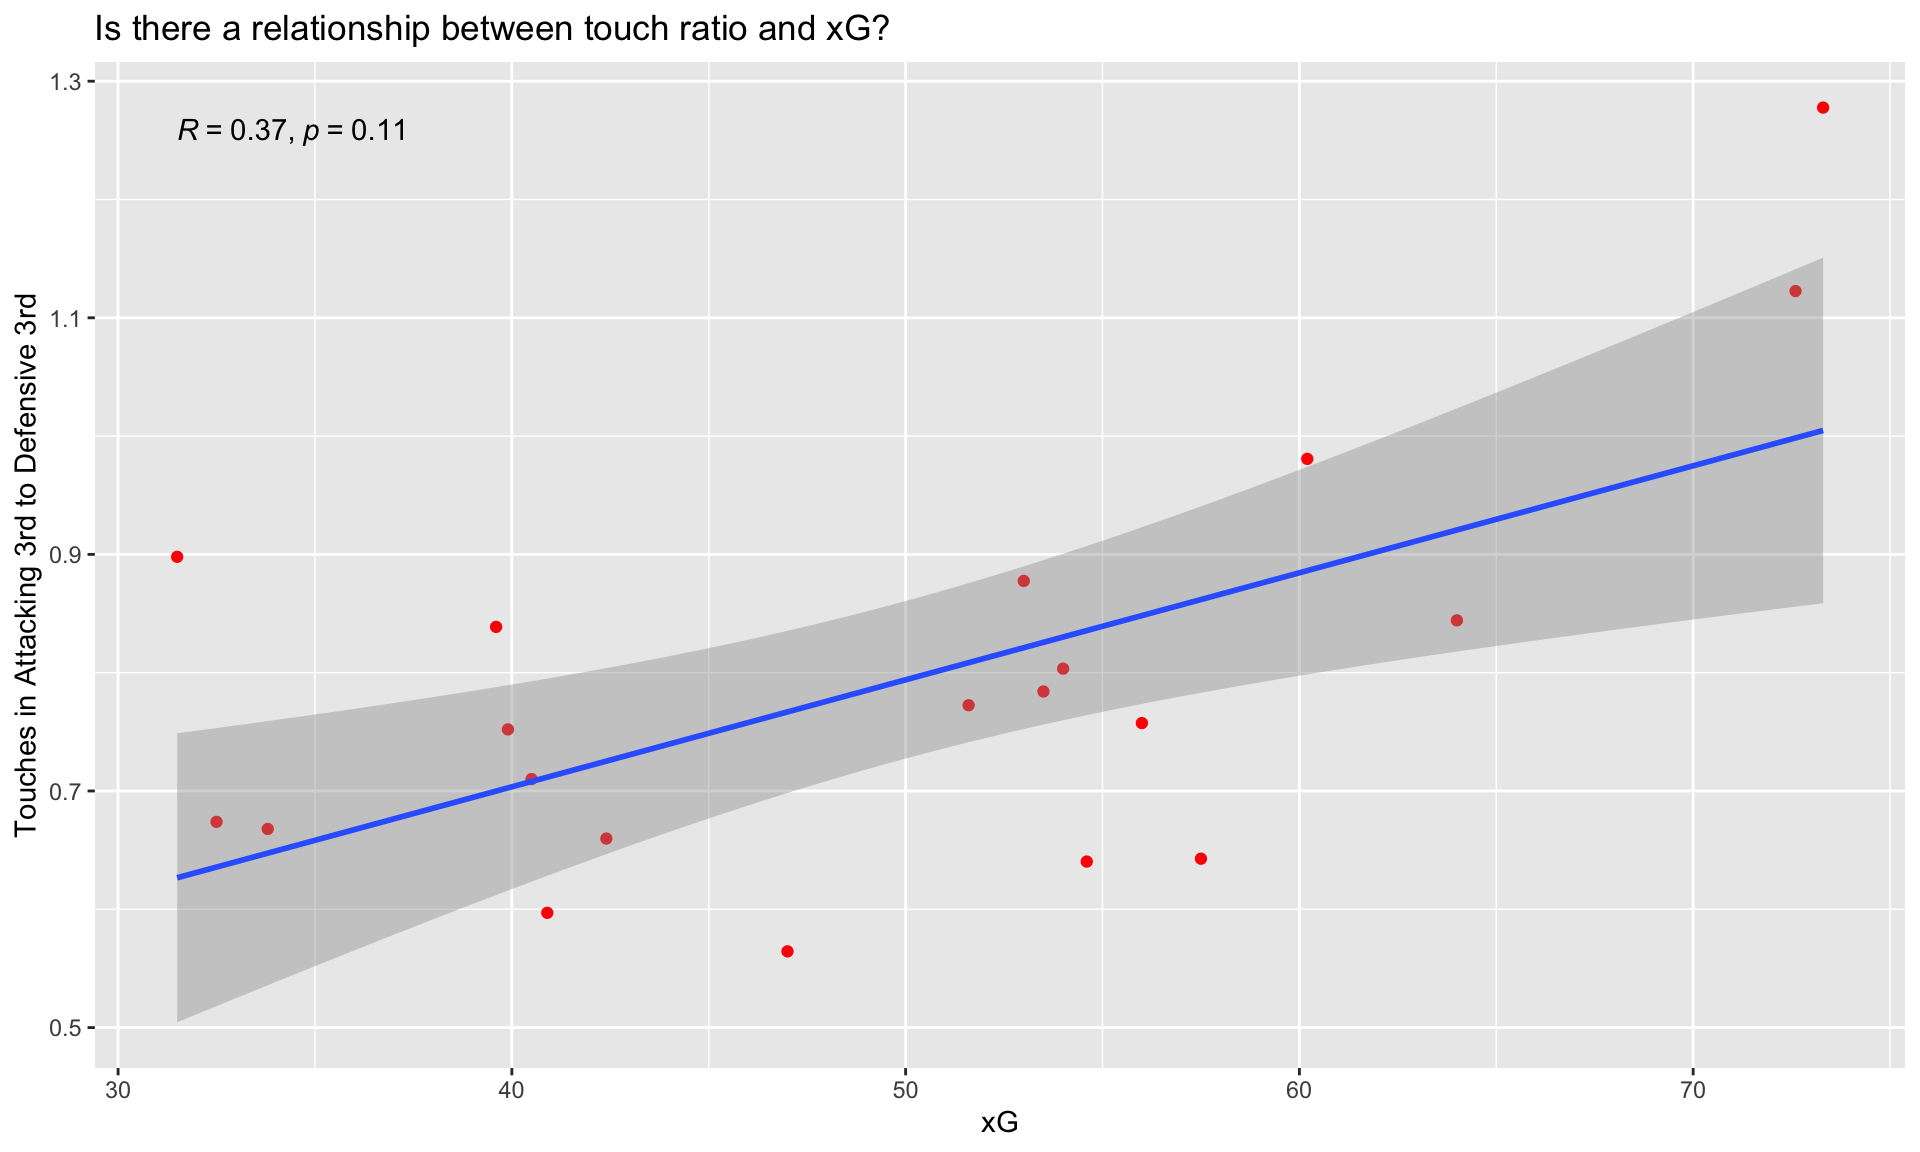 Is there a relationship between touch ratio and xG?
R = 0.37, p = 0.11
Touches in Attacking 3rd to Defensive 3rd
1.3
1.1
0.9
0.7
0.5
30 40 50 60 70
xG